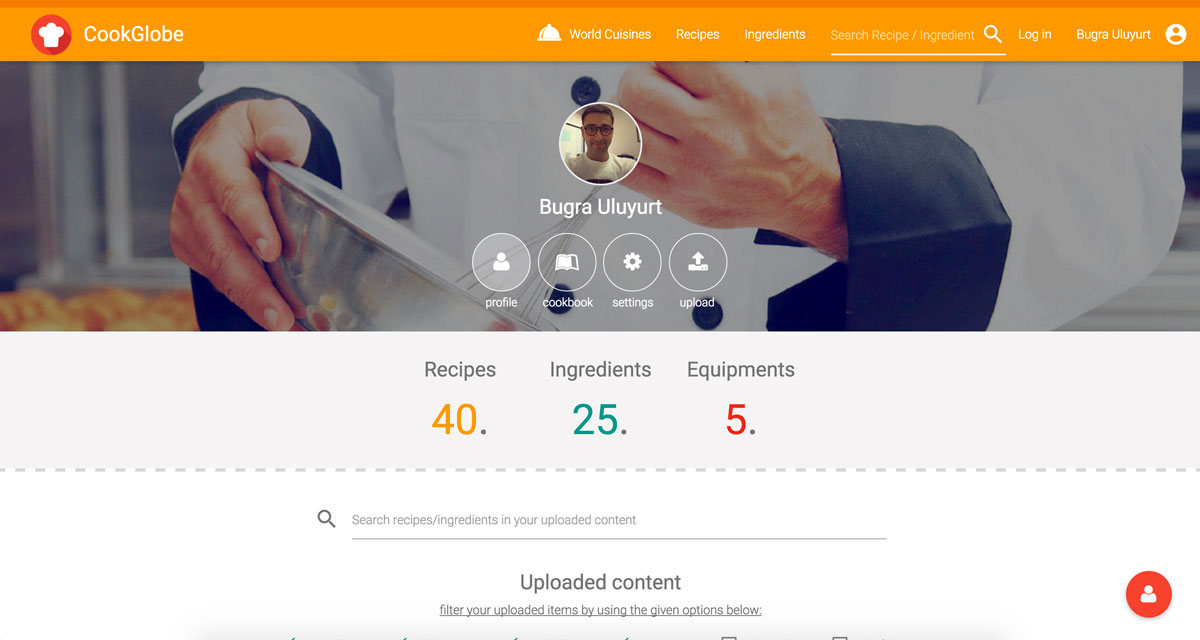 CookGlobe
World Cuisines
Recipes
Ingredients
Search Recipe / Ingredient
Log in
Bugra Uluyurt
Bugra Uluyurt
profile
cookbook
settings
upload
Recipes
Ingredients
Equipments
40.
25.
5.
Search recipes/ingredients in your uploaded content
Uploaded content
filter your uploaded items by using the given options below: